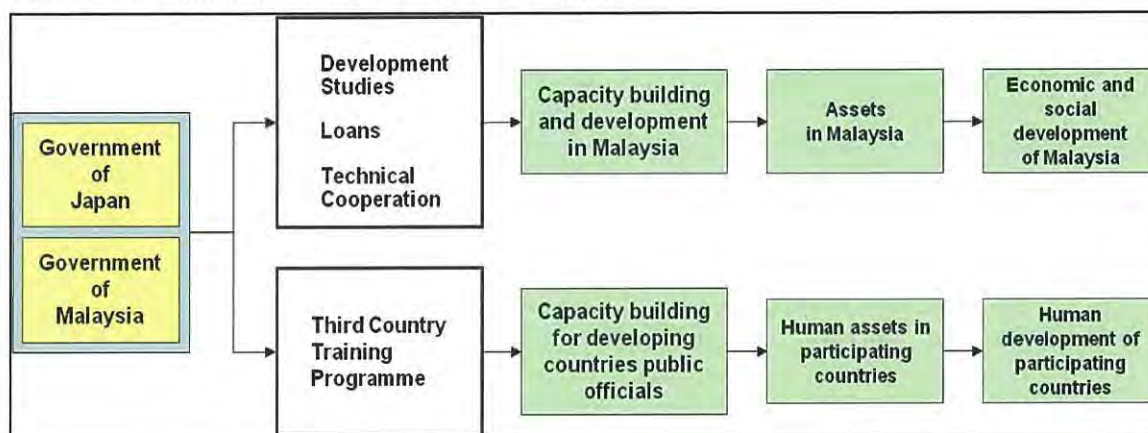 Government
of
Japan
Government
of
Malaysia
Development
Studies
Loans
Technical
Cooperation
Capacity building
and development
in Malaysia
Assets
in Malaysia
Economic and
social
development
of Malaysia
Third Country
Training
Programme
Capacity building
for developing
countries public
officials
Human assets in
participating
countries
Human
development of
participating
countries